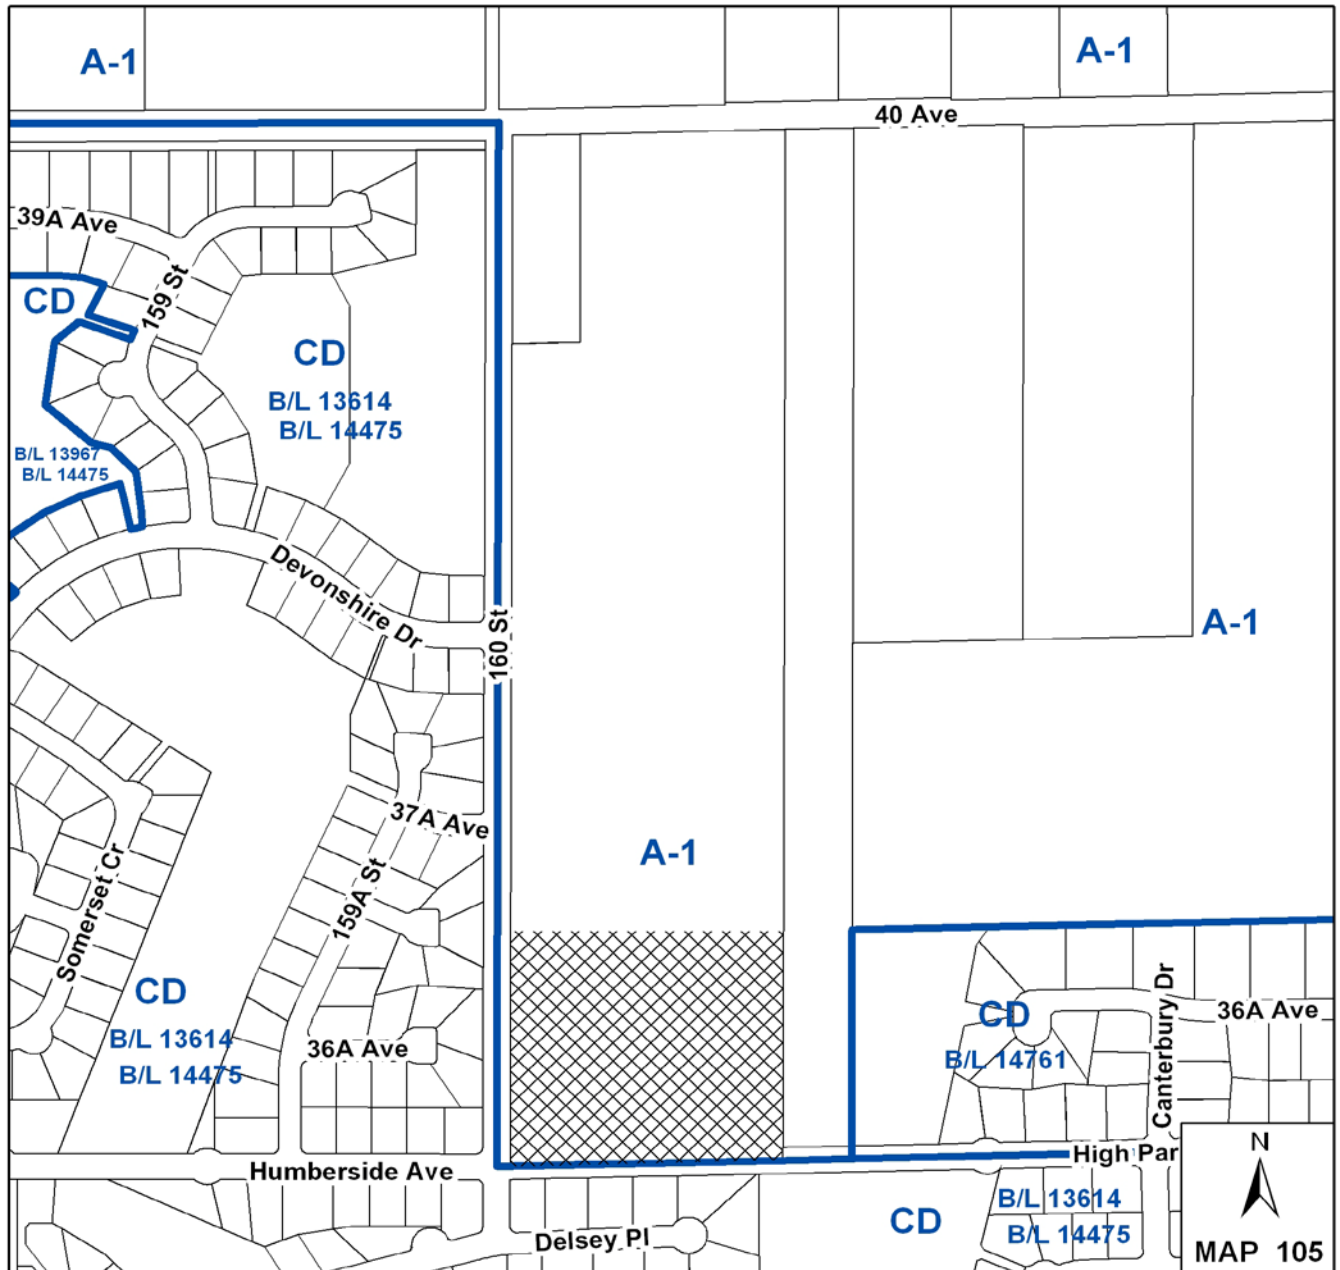 A-1
A-1
40 Ave
39A Ave
159 St
CD
CD
B/L 13614
B/L 14475
B/L 13967
B/L 14475
Devonshire Dr
160 St
A-1
37A Ave
A-1
159A St
Somerset Cr
CD
B/L 13614
B/L 14475
36A Ave
CD
B/L 14761
36A Ave
Canterbury Dr
Humberside Ave
High Par
CD
B/L 13614
B/L 14475
Delsey Pl
N
MAP 105